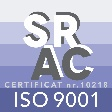 SR
AC
CERTIFICAT nr.10218
ISO 9001